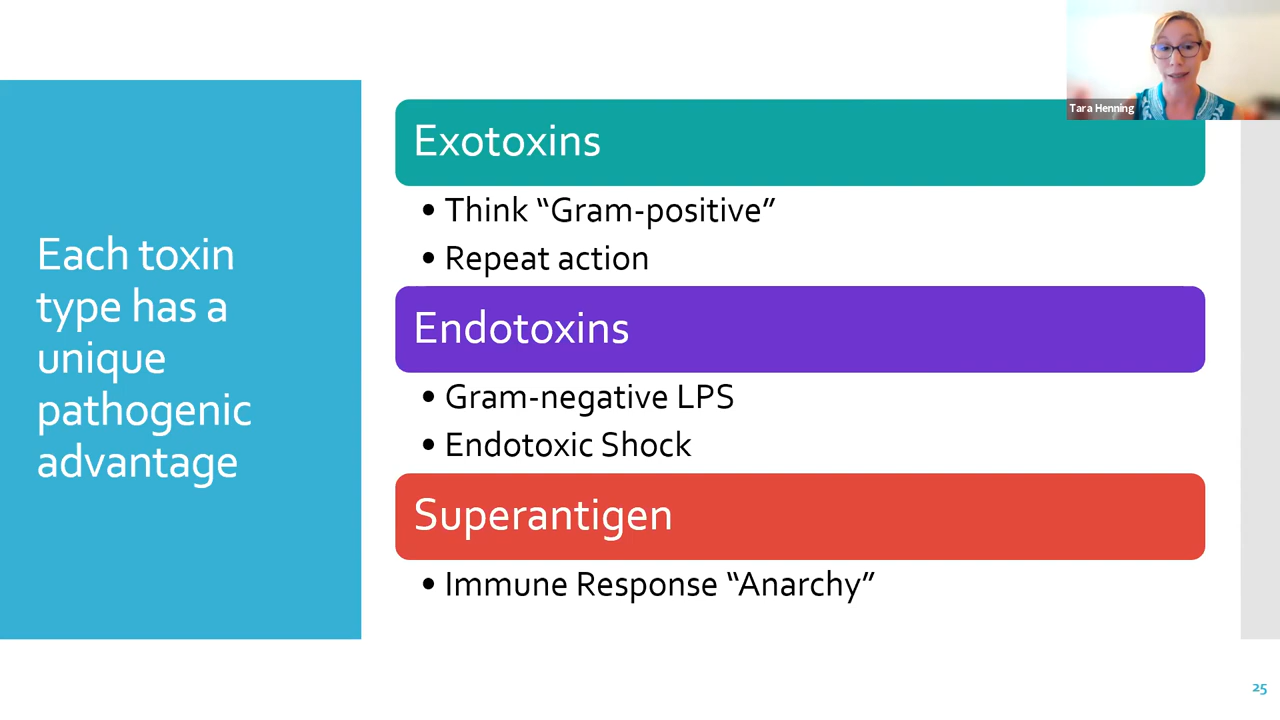 Each toxin
type has a
unique
pathogenic
advantage
Exotoxins
• Think “Gram-positive”
• Repeat action
Endotoxins
• Gram-negative LPS
• Endotoxic Shock
Superantigen
• Immune Response “Anarchy”
Tara Henning
25